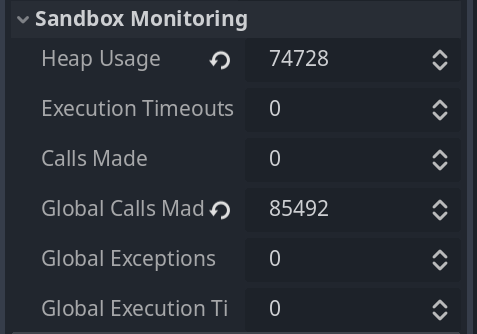 Sandbox Monitoring
Heap Usage 74728
Execution Timeouts 0
Calls Made 0
Global Calls Mad 85492
Global Exceptions 0
Global Execution Ti 0